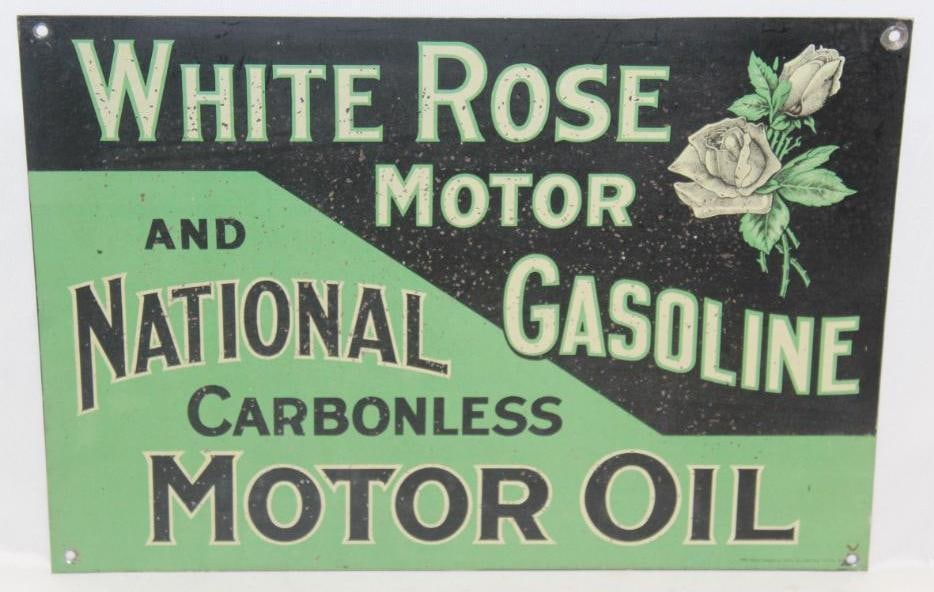 WHITE ROSE
MOTOR
GASOLINE
AND
NATIONAL
CARBONLESS
MOTOR OIL